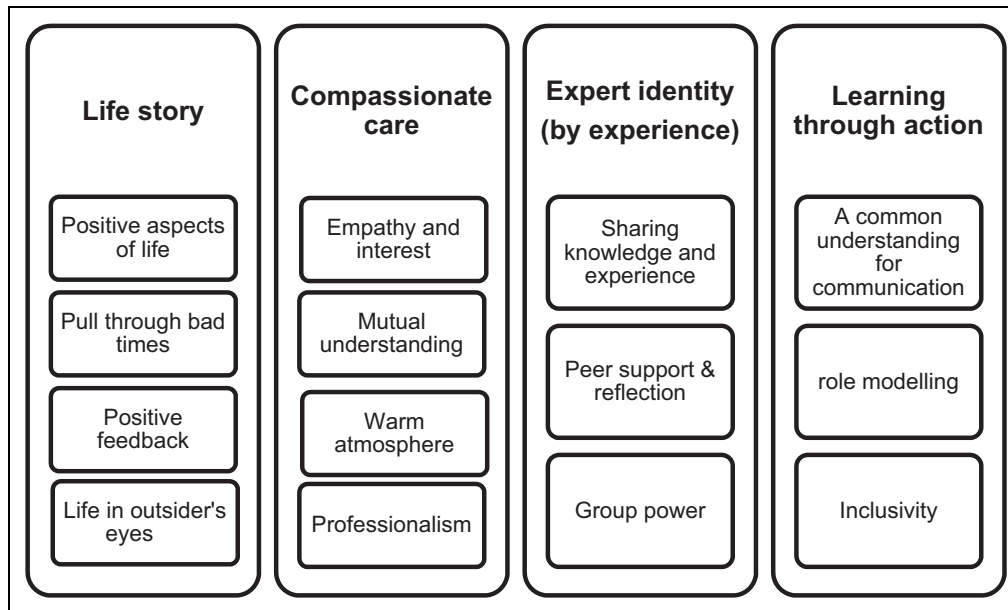 Life story
Positive aspects
of life
Pull through bad
times
Positive
feedback
Life in outsider's
eyes
Compassionate
care
Empathy and
interest
Mutual
understanding
Warm
atmosphere
Professionalism
Expert identity
(by experience)
Sharing
knowledge and
experience
Peer support &
reflection
Group power
Learning
through action
A common
understanding
for
communication
role modelling
Inclusivity